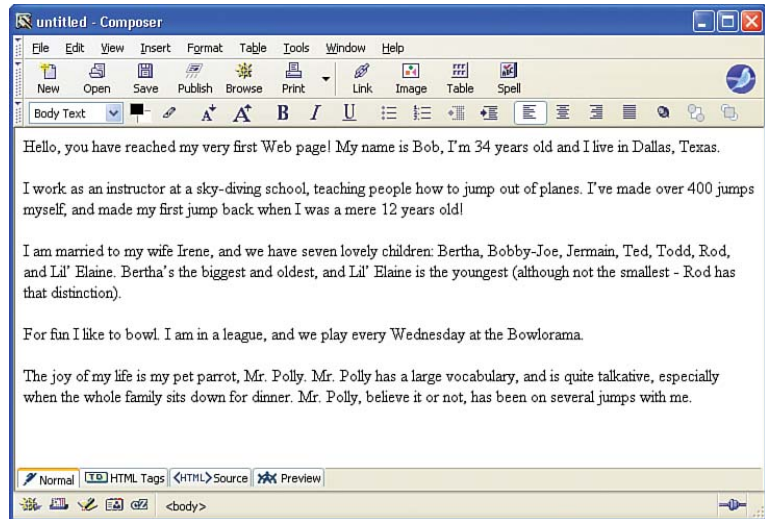 untitled - Composer
File Edit View Insert Format Table Tools Window Help
New Open Save Publish Browse Print Link Image Table Spell
Body Text B I U
Hello, you have reached my very first Web page! My name is Bob, I'm 34 years old and I live in Dallas, Texas.
I work as an instructor at a sky-diving school, teaching people how to jump out of planes. I've made over 400 jumps
myself, and made my first jump back when I was a mere 12 years old!
I am married to my wife Irene, and we have seven lovely children: Bertha, Bobby-Joe, Jermain, Ted, Todd, Rod,
and Lil' Elaine. Bertha's the biggest and oldest, and Lil' Elaine is the youngest (although not the smallest - Rod has
that distinction).
For fun I like to bowl. I am in a league, and we play every Wednesday at the Bowlorama.
The joy of my life is my pet parrot, Mr. Polly. Mr. Polly has a large vocabulary, and is quite talkative, especially
when the whole family sits down for dinner. Mr. Polly, believe it or not, has been on several jumps with me.
Normal TD HTML Tags <HTML> Source Preview
<body>